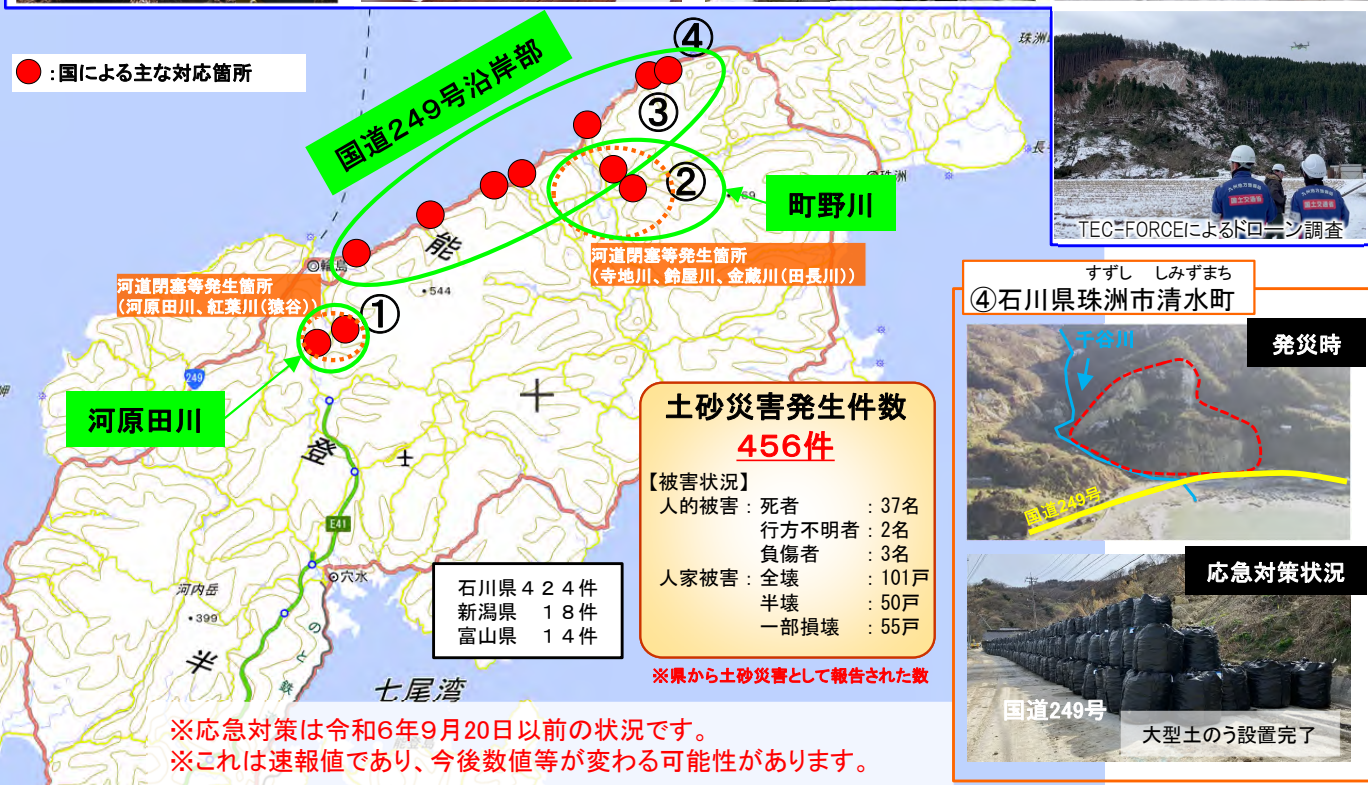 ：国による主な対応箇所
国道249号沿岸部
④
③
②
①
町野川
河原田川
河道閉塞等発生箇所
（寺地川、鈴屋川、金蔵川（田長川））
河道閉塞等発生箇所
（河原田川、紅葉川（猿谷））
輪島
珠洲
能
登
半
・544
249
E41
穴水
河内岳
・399
の
と
鉄
七尾湾
土砂災害発生件数
456件
【被害状況】
人的被害：死者　：37名
行方不明者：2名
負傷者　：3名
人家被害：全壊　：101戸
半壊　：50戸
一部損壊　：55戸
※県から土砂災害として報告された数
石川県４２４件
新潟県　１８件
富山県　１４件
※応急対策は令和６年９月20日以前の状況です。
※これは速報値であり、今後数値等が変わる可能性があります。
国土交通省
国土交通省
TEC-FORCEによるドローン調査
すずし　しみずまち
④石川県珠洲市清水町
発災時
千谷川
国道249号
応急対策状況
国道249号
大型土のう設置完了